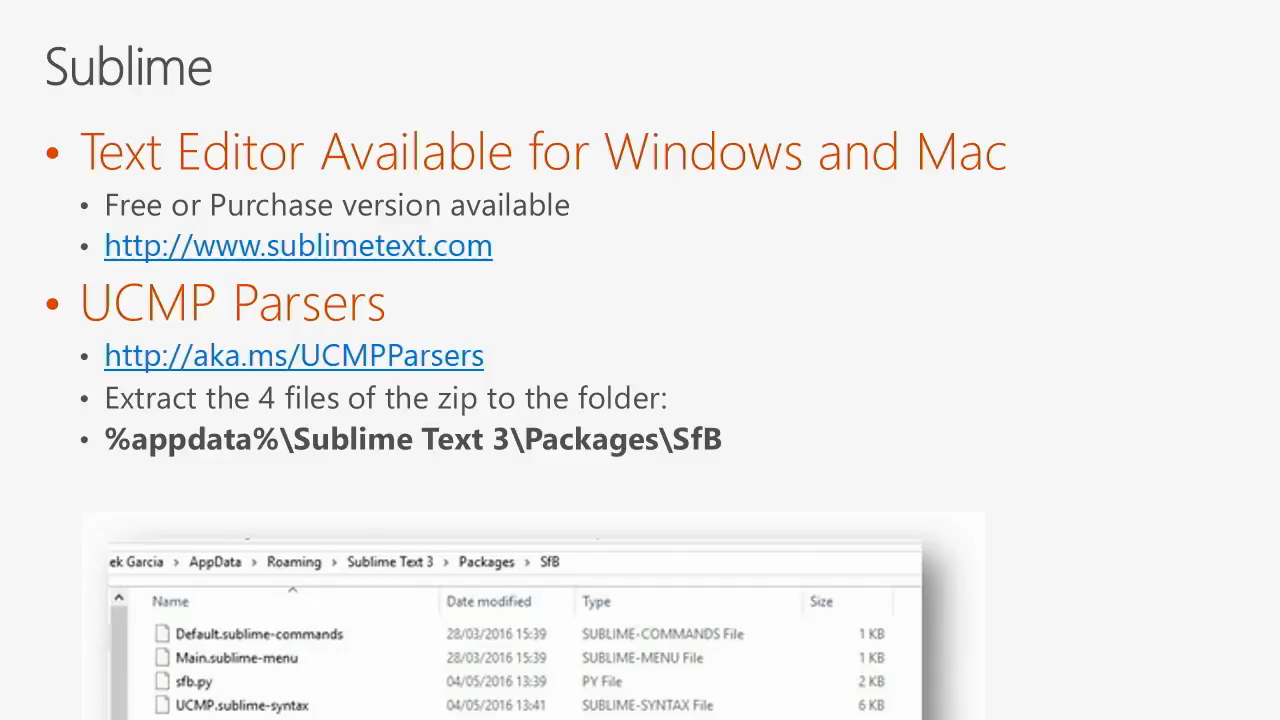 Sublime
• Text Editor Available for Windows and Mac
• Free or Purchase version available
• http://www.sublimetext.com
• UCMP Parsers
• http://aka.ms/UCMPParsers
• Extract the 4 files of the zip to the folder:
• %appdata%\Sublime Text 3\Packages\SfB
ek Garcia > AppData > Roaming > Sublime Text 3 > Packages > SfB
Name Date modified Type Size
Default.sublime-commands 28/03/2016 15:39 SUBLIME-COMMANDS File 1 KB
Main.sublime-menu 28/03/2016 15:39 SUBLIME-MENU File 1 KB
sfb.py 04/05/2016 13:39 PY File 2 KB
UCMP.sublime-syntax 04/05/2016 13:41 SUBLIME-SYNTAX File 6 KB